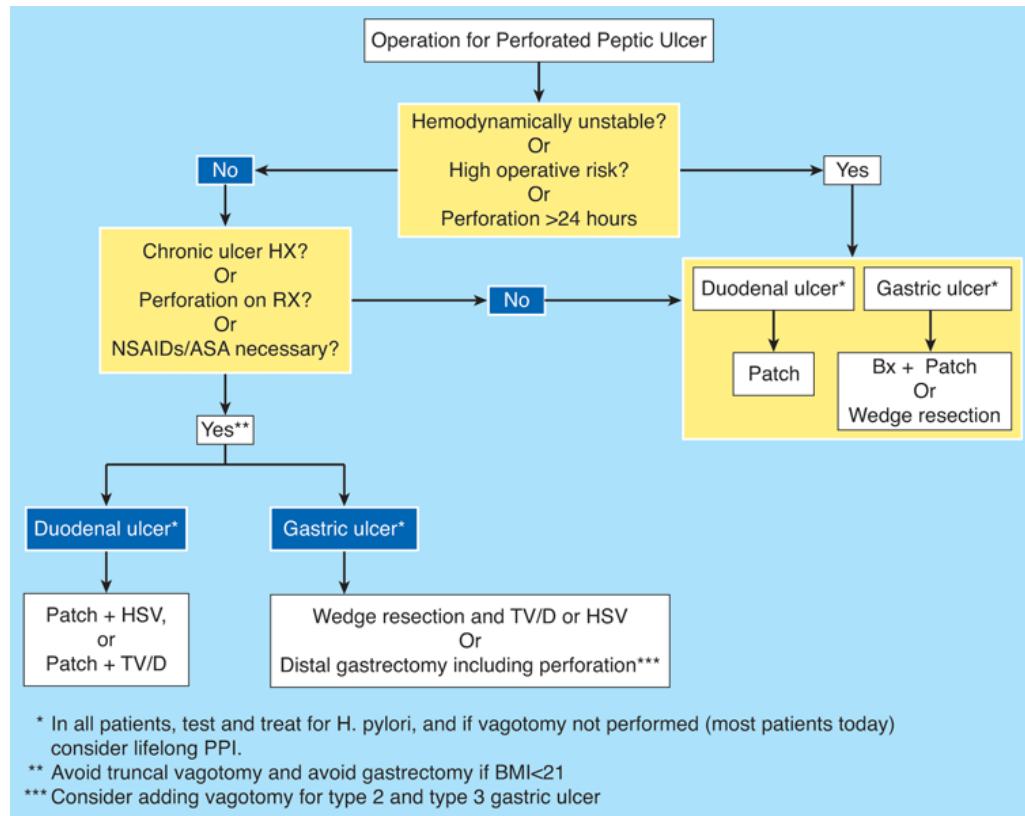 Operation for Perforated Peptic Ulcer
Hemodynamically unstable?
Or
High operative risk?
Or
Perforation >24 hours
No
Yes
Chronic ulcer HX?
Or
Perforation on RX?
Or
NSAIDs/ASA necessary?
No
Duodenal ulcer*
Patch
Gastric ulcer*
Bx + Patch
Or
Wedge resection
Yes**
Duodenal ulcer*
Gastric ulcer*
Patch + HSV,
or
Patch + TV/D
Wedge resection and TV/D or HSV
Or
Distal gastrectomy including perforation***
* In all patients, test and treat for H. pylori, and if vagotomy not performed (most patients today)
consider lifelong PPI.
** Avoid truncal vagotomy and avoid gastrectomy if BMI<21
*** Consider adding vagotomy for type 2 and type 3 gastric ulcer